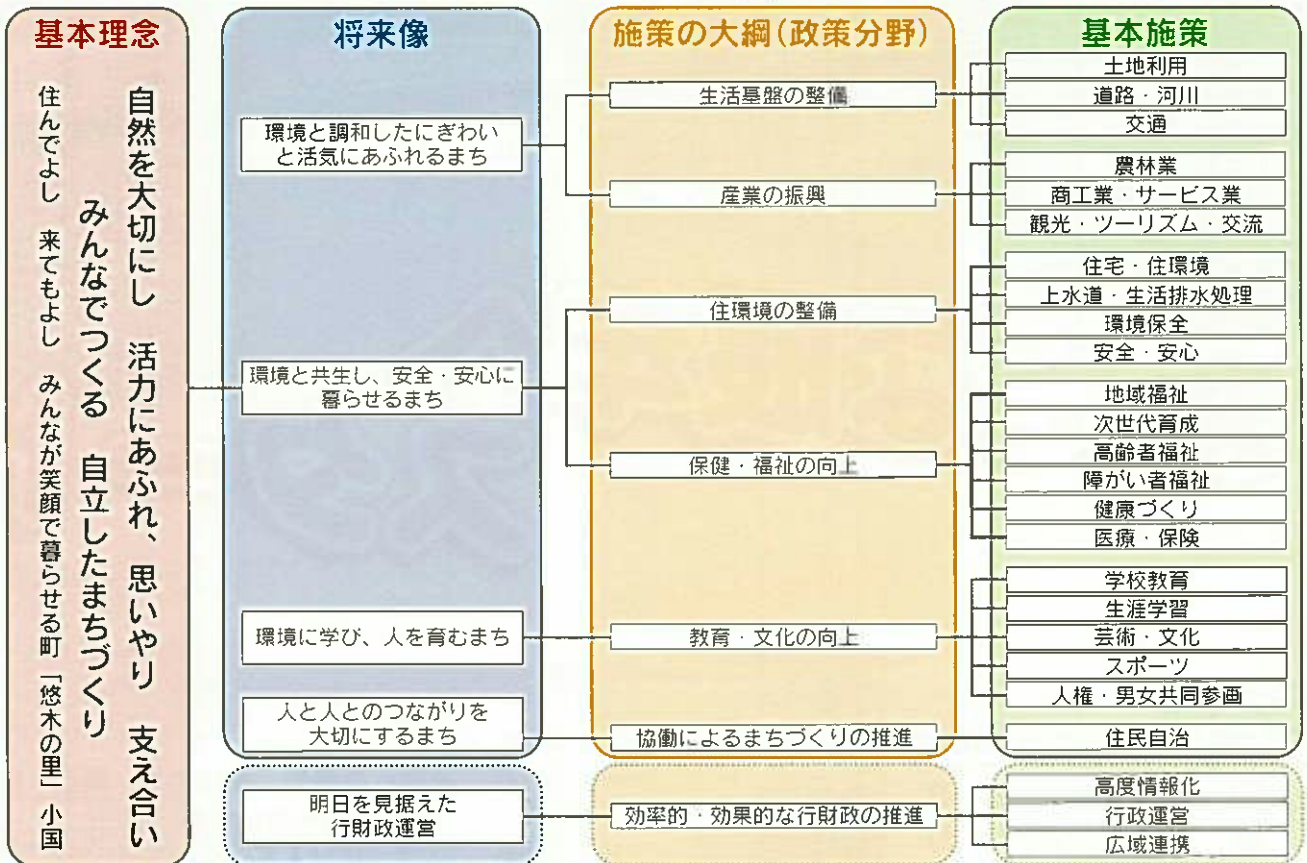 基本理念
自然を大切にし 活力にあふれ、思いやり 支え合い
みんなでつくる 自立したまちづくり
住んでよし 来てもよし みんなが笑顔で暮らせる町「悠木の里」小国
将来像
環境と調和したにぎわい
と活気にあふれるまち
環境と共生し、安全・安心に
暮らせるまち
環境に学び、人を育むまち
人と人とのつながりを
大切にするまち
明日を見据えた
行財政運営
施策の大綱(政策分野)
生活基盤の整備
産業の振興
住環境の整備
保健・福祉の向上
教育・文化の向上
協働によるまちづくりの推進
効率的・効果的な行財政の推進
基本施策
土地利用
道路・河川
交通
農林業
商工業・サービス業
観光・ツーリズム・交流
住宅・住環境
上水道・生活排水処理
環境保全
安全・安心
地域福祉
次世代育成
高齢者福祉
障がい者福祉
健康づくり
医療・保険
学校教育
生涯学習
芸術・文化
スポーツ
人権・男女共同参画
住民自治
高度情報化
行政運営
広域連携